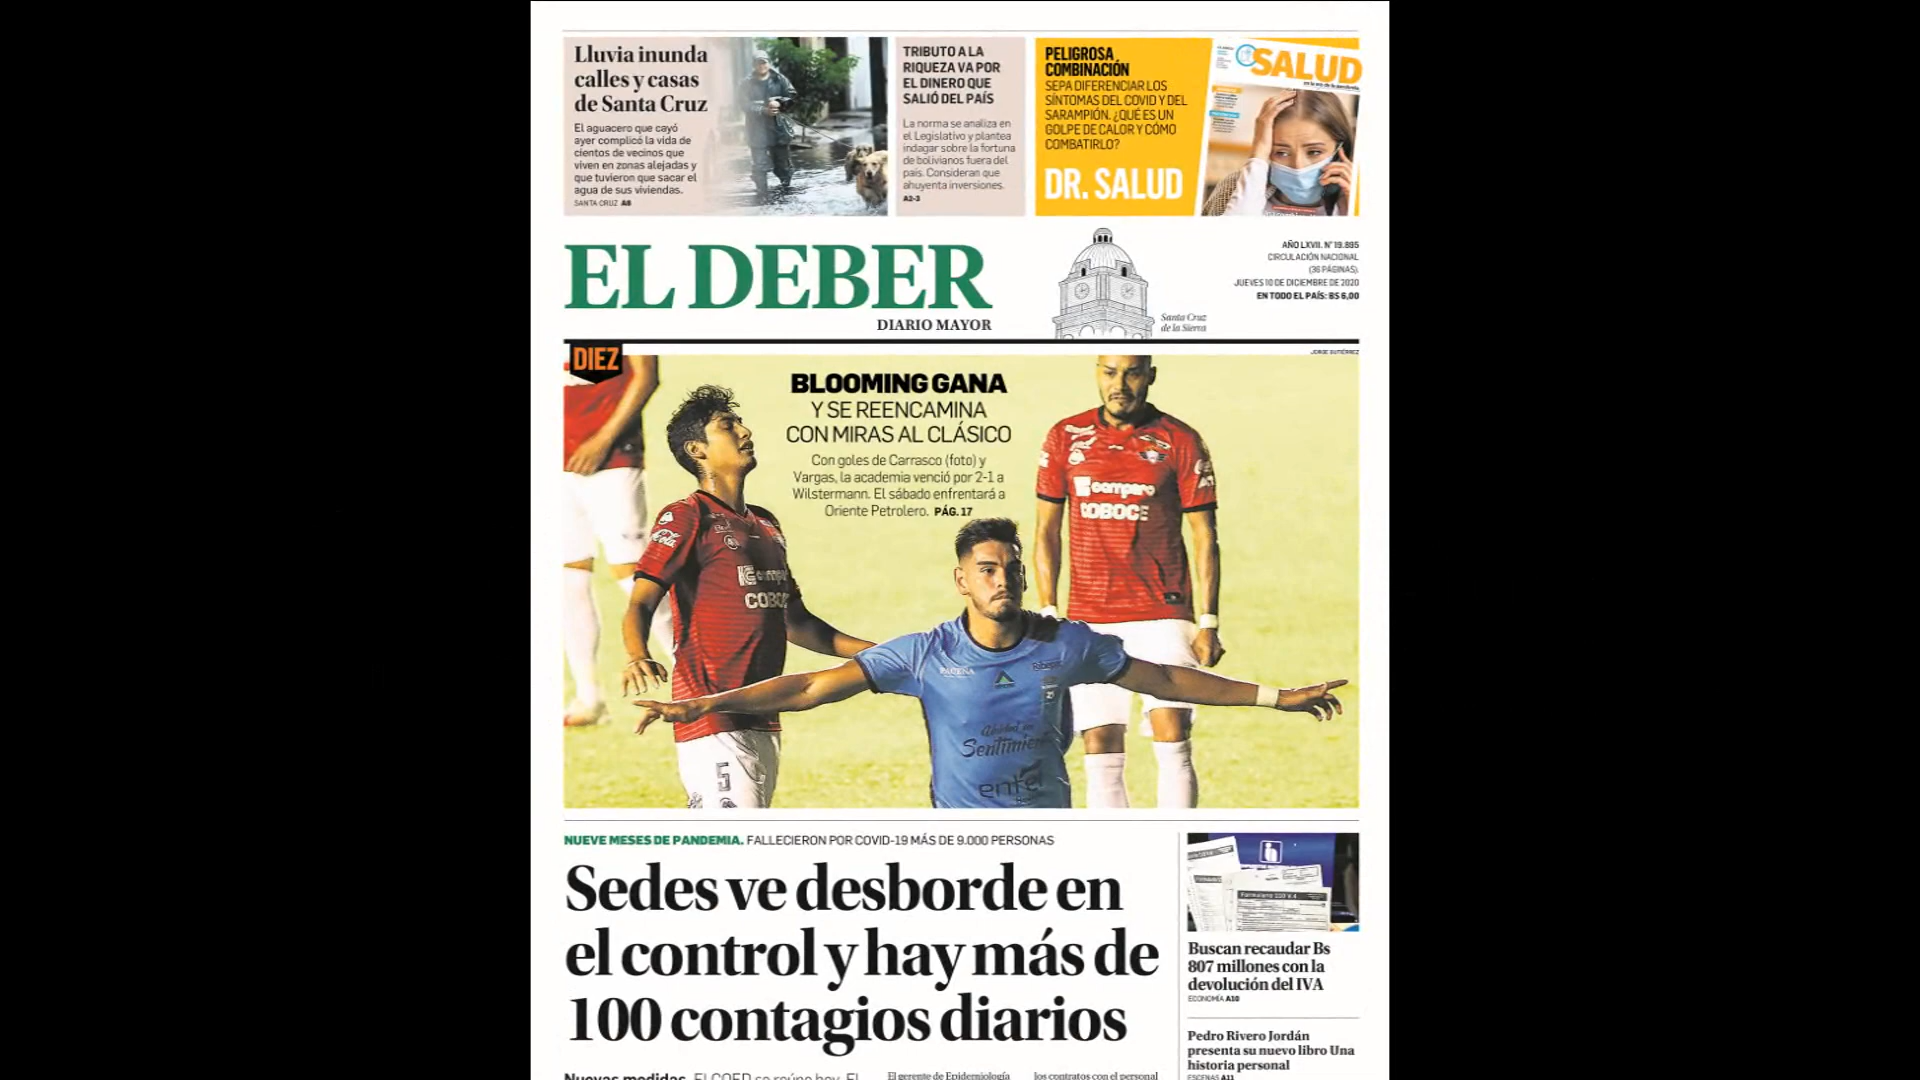 Lluvia inunda
calles y casas
de Santa Cruz
El aguacero que cayó
ayer complicó la vida de
cientos de vecinos que
viven en zonas alejadas y
que tuvieron que sacar el
agua de sus viviendas.
SANTA CRUZ A8
TRIBUTO A LA
RIQUEZA VA POR
EL DINERO QUE
SALIÓ DEL PAÍS
La norma se analiza en
el Legislativo y plantea
indagar sobre la fortuna
de bolivianos fuera del
país. Consideran que
ahuyenta inversiones.
A2-3
PELIGROSA
COMBINACIÓN
SEPA DIFERENCIAR LOS
SÍNTOMAS DEL COVID Y DEL
SARAMPIÓN. ¿QUÉ ES UN
GOLPE DE CALOR Y CÓMO
COMBATIRLO?
DR. SALUD
SALUD
EL DEBER
DIARIO MAYOR
Santa Cruz
de la Sierra
AÑO LXVII. N° 19.895
CIRCULACIÓN NACIONAL
(36 PÁGINAS).
JUEVES 10 DE DICIEMBRE DE 2020
EN TODO EL PAÍS: BS 6,00
JORGE GUTIÉRREZ
DIEZ
BLOOMING GANA
Y SE REENCAMINA
CON MIRAS AL CLÁSICO
Con goles de Carrasco (foto) y
Vargas, la academia venció por 2-1 a
Wilstermann. El sábado enfrentará a
Oriente Petrolero. PÁG. 17
Cola
COBOCE
PACEÑA
21
Sentimien
entel
5
NUEVE MESES DE PANDEMIA. FALLECIERON POR COVID-19 MÁS DE 9.000 PERSONAS
Sedes ve desborde en
el control y hay más de
100 contagios diarios
Nuevas medidas. El COED se reúne hoy. El
El gerente de Epidemiología
los contratos con el personal
Buscan recaudar Bs
807 millones con la
devolución del IVA
ECONOMÍA A10
Pedro Rivero Jordán
presenta su nuevo libro Una
historia personal
ESCENAS A11